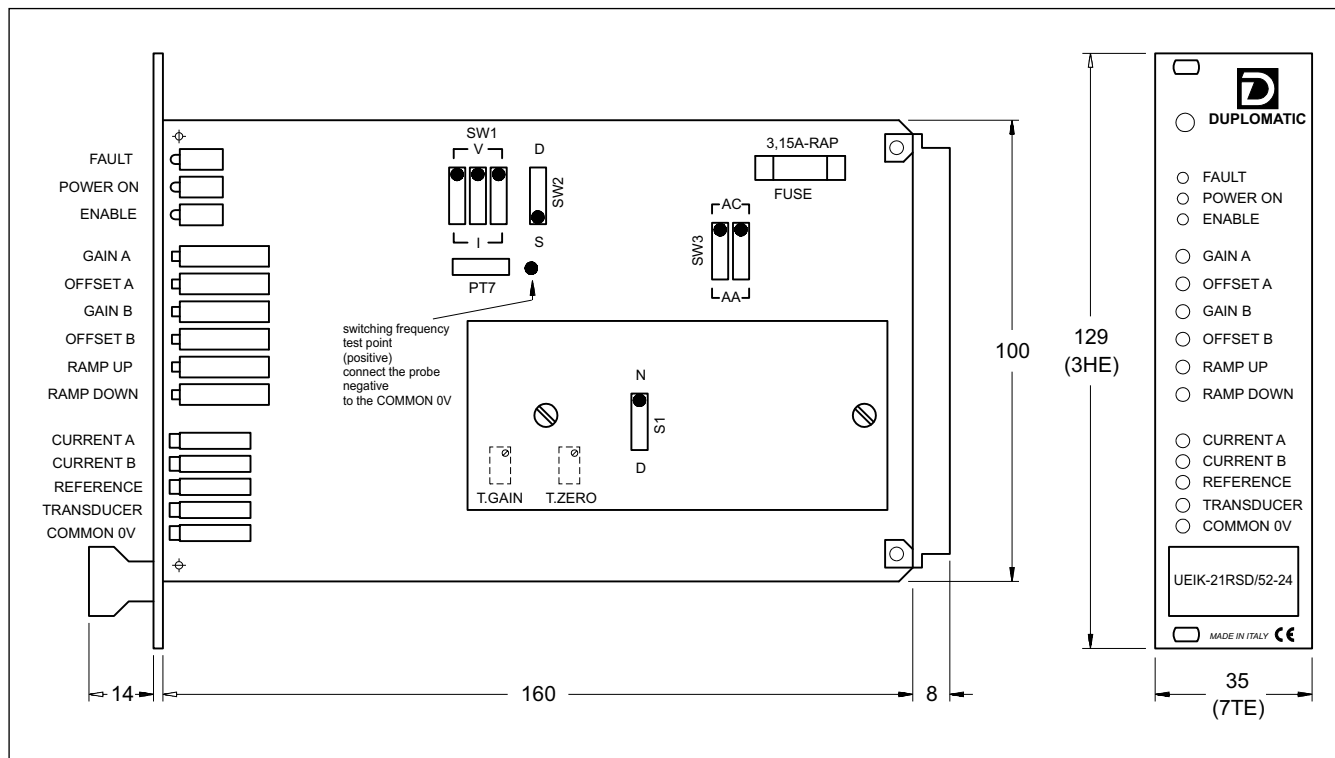 FAULT
POWER ON
ENABLE
GAIN A
OFFSET A
GAIN B
OFFSET B
RAMP UP
RAMP DOWN
CURRENT A
CURRENT B
REFERENCE
TRANSDUCER
COMMON 0V
SW1
V
I
D
SW2
S
PT7
switching frequency
test point
(positive)
connect the probe
negative
to the COMMON 0V
3,15A-RAP
FUSE
AC
SW3
AA
N
S1
D
T.GAIN
T.ZERO
14
160
8
100
129
(3HE)
D
DUPLOMATIC
FAULT
POWER ON
ENABLE
GAIN A
OFFSET A
GAIN B
OFFSET B
RAMP UP
RAMP DOWN
CURRENT A
CURRENT B
REFERENCE
TRANSDUCER
COMMON 0V
UEIK-21RSD/52-24
MADE IN ITALY CE
35
(7TE)